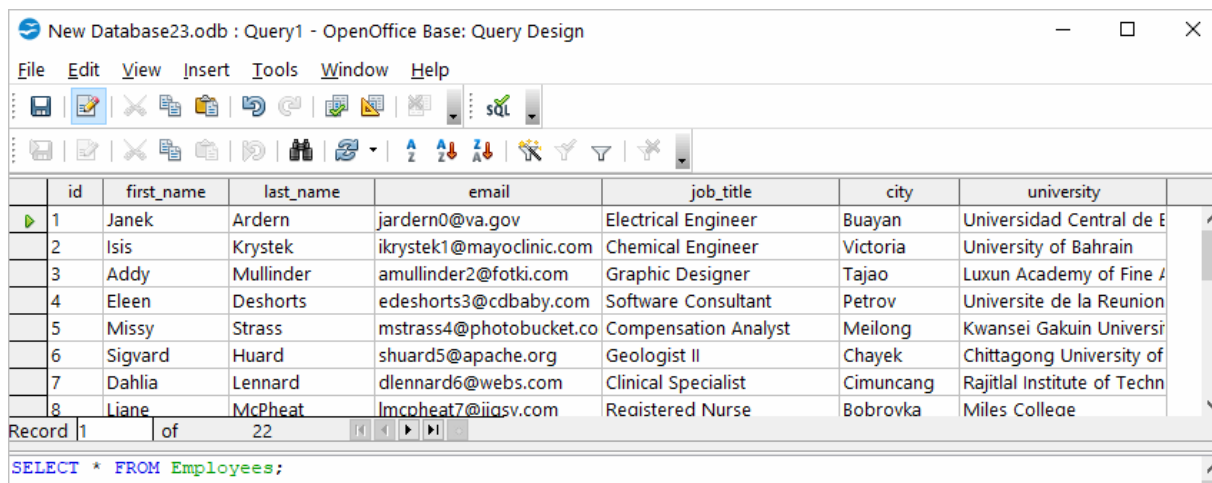 New Database23.odb : Query1 - OpenOffice Base: Query Design
File Edit View Insert Tools Window Help
SQL
A Z A Z Z A
id first_name last_name email job_title city university
1 Janek Ardern jardern0@va.gov Electrical Engineer Buayan Universidad Central de
2 Isis Krystek ikrystek1@mayoclinic.com Chemical Engineer Victoria University of Bahrain
3 Addy Mullinder amullinder2@fotki.com Graphic Designer Tajao Luxun Academy of Fine
4 Eleen Deshorts edeshorts3@cdbaby.com Software Consultant Petrov Universite de la Reunion
5 Missy Strass mstrass4@photobucket.co Compensation Analyst Meilong Kwansei Gakuin Universi
6 Sigvard Huard shuard5@apache.org Geologist II Chayek Chittagong University of
7 Dahlia Lennard dlennard6@webs.com Clinical Specialist Cimuncang Rajitlal Institute of Techn
8 Liane McPheat lmcpheat7@jigsy.com Registered Nurse Bobrovka Miles College
Record 1 of 22
SELECT * FROM Employees;